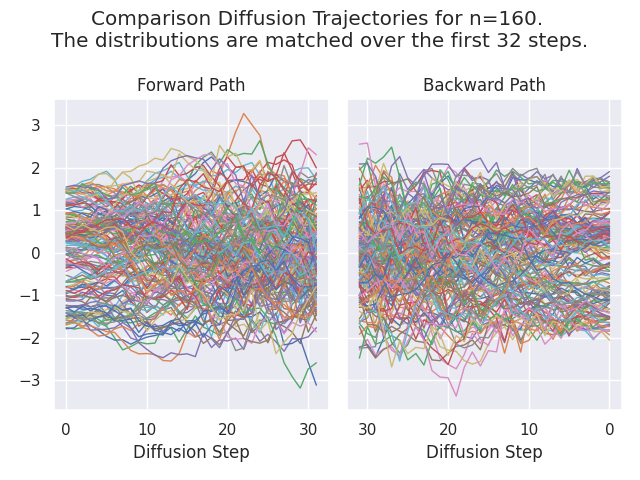 Comparison Diffusion Trajectories for n=160.
The distributions are matched over the first 32 steps.
Forward Path
Backward Path
3
2
1
0
−1
−2
−3
0 10 20 30
30 20 10 0
Diffusion Step
Diffusion Step